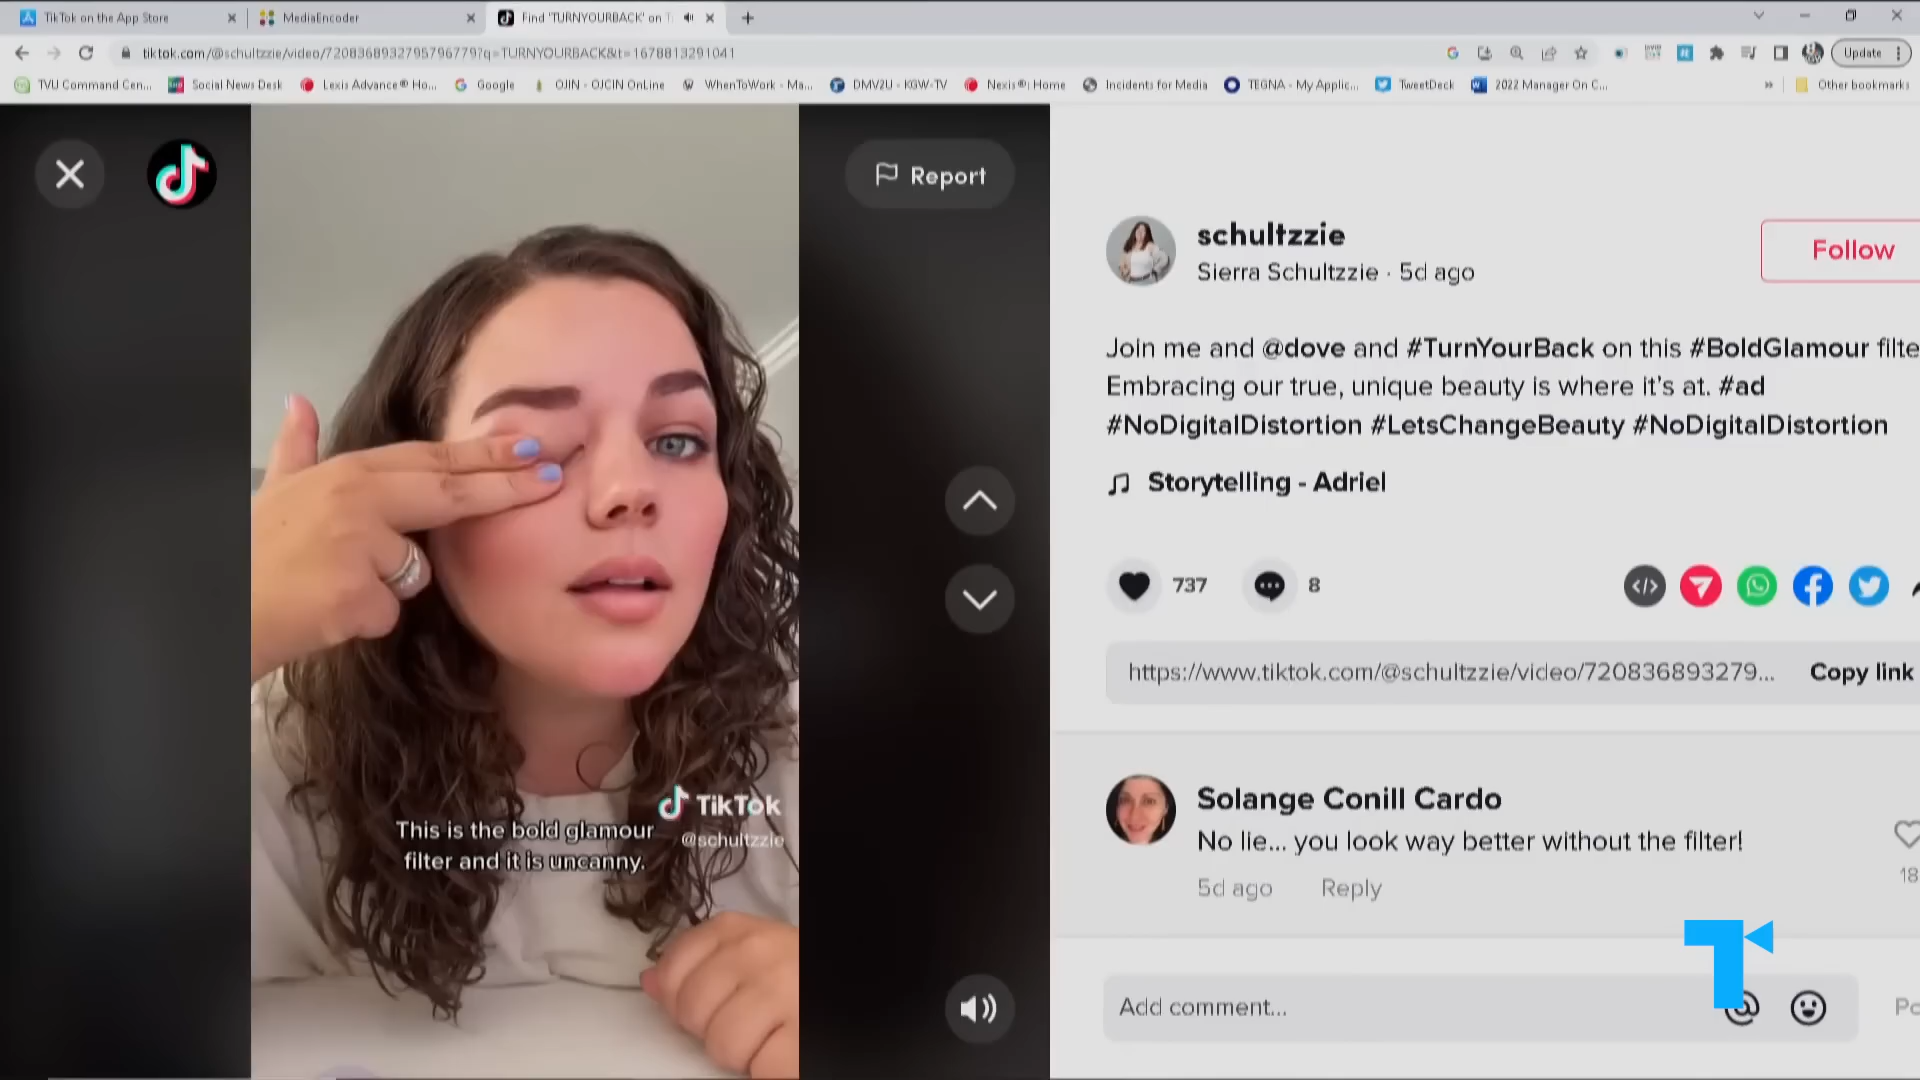 TikTok on the App Store
MediaEncoder
Find 'TURNYOURBACK' on T
tiktok.com/@schultzzie/video/7208368932795796779?q=TURNYOURBACK&t=1678813291041
Update
TVU Command Cen...
Social News Desk
Lexis Advance® Ho...
Google
OJIN - OJCIN OnLine
WhenToWork - Ma...
DMV2U - KGW-TV
Nexis®: Home
Incidents for Media
TEGNA - My Applic...
TweetDeck
2022 Manager On C...
»
Other bookmarks
Report
schultzzie
Sierra Schultzzie · 5d ago
Follow
Join me and @dove and #TurnYourBack on this #BoldGlamour filte
Embracing our true, unique beauty is where it's at. #ad
#NoDigitalDistortion #LetsChangeBeauty #NoDigitalDistortion
Storytelling - Adriel
737
8
https://www.tiktok.com/@schultzzie/video/720836893279...
Copy link
TikTok
@schultzzie
This is the bold glamour
filter and it is uncanny.
Solange Conill Cardo
No lie... you look way better without the filter!
5d ago
Reply
18
Add comment...
Po